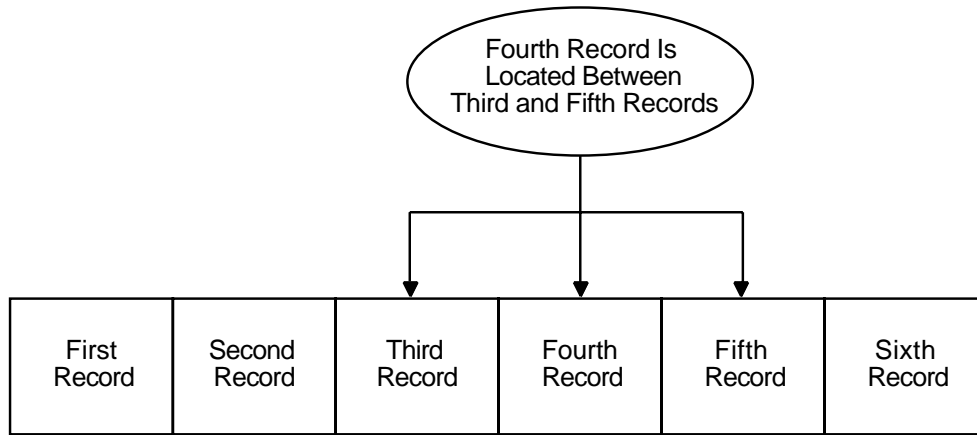 Fourth Record Is
Located Between
Third and Fifth Records
First
Record
Second
Record
Third
Record
Fourth
Record
Fifth
Record
Sixth
Record